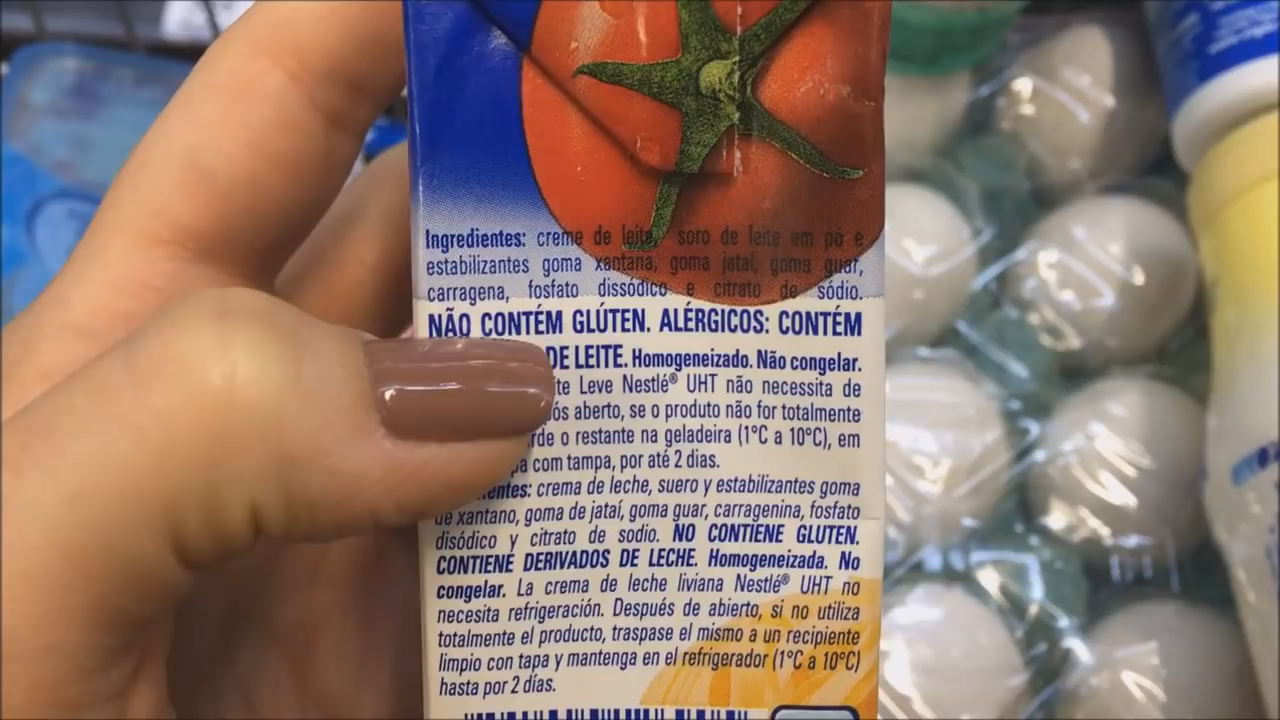 Ingredientes: creme de leite, soro de leite em pó e
estabilizantes goma xantana, goma jataí, goma guar,
carragena, fosfato dissódico e citrato de sódio.
NÃO CONTÉM GLÚTEN. ALÉRGICOS: CONTÉM
DE LEITE. Homogeneizado. Não congelar.
Leve Nestlé® UHT não necessita de
aberto, se o produto não for totalmente
o restante na geladeira (1°C a 10°C), em
com tampa, por até 2 dias.
crema de leche, suero y estabilizantes goma
de xantano, goma de jataí, goma guar, carragenina, fosfato
disódico y citrato de sodio. NO CONTIENE GLUTEN.
CONTIENE DERIVADOS DE LECHE. Homogeneizada. No
congelar. La crema de leche liviana Nestlé® UHT no
necesita refrigeración. Después de abierto, si no utiliza
totalmente el producto, traspase el mismo a un recipiente
limpio con tapa y mantenga en el refrigerador (1°C a 10°C)
hasta por 2 días.